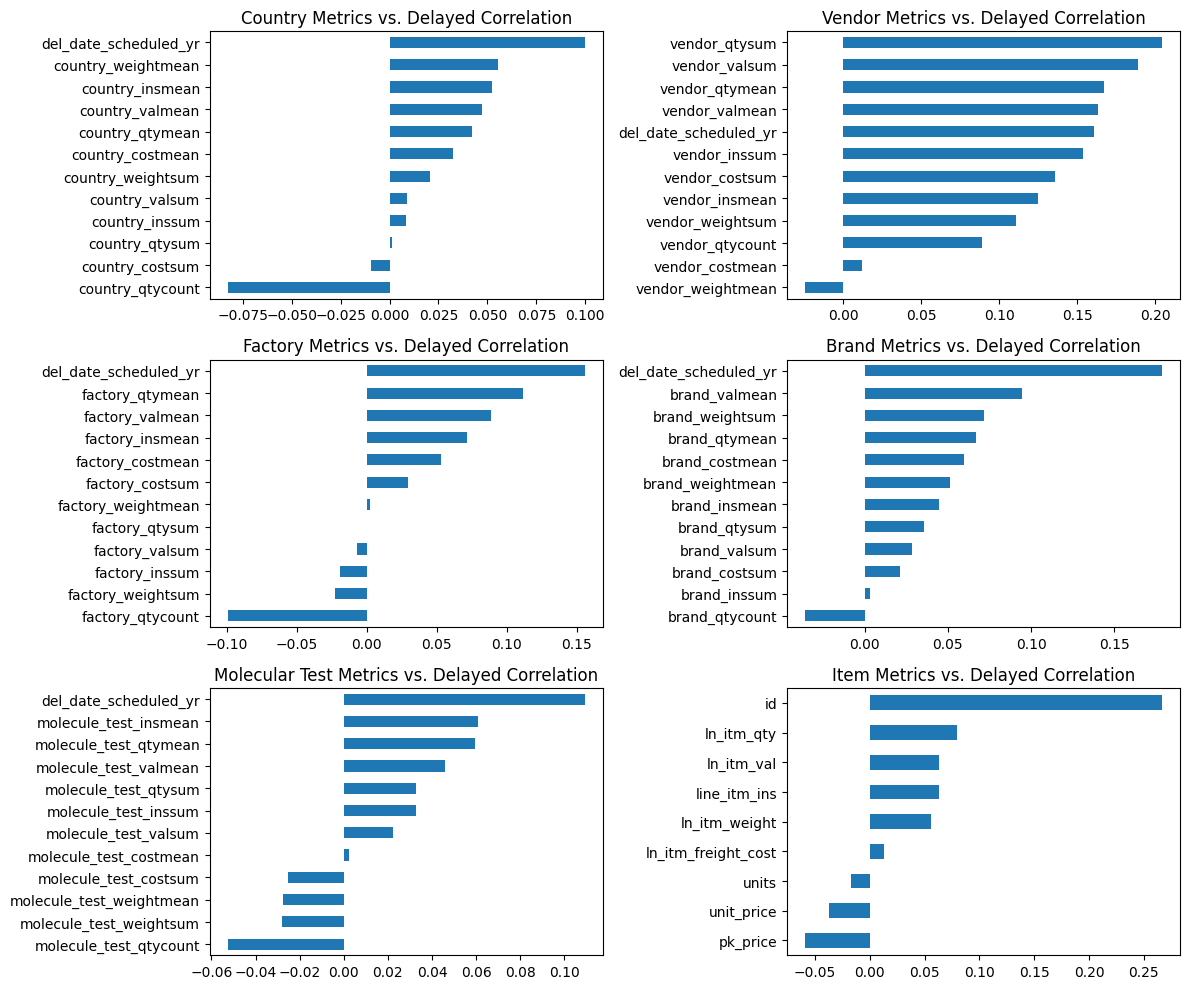 Country Metrics vs. Delayed Correlation
del_date_scheduled_yr
country_weightmean
country_insmean
country_valmean
country_qtymean
country_costmean
country_weightsum
country_valsum
country_inssum
country_qtysum
country_costsum
country_qtycount
−0.075 −0.050 −0.025 0.000 0.025 0.050 0.075 0.100
Vendor Metrics vs. Delayed Correlation
vendor_qtysum
vendor_valsum
vendor_qtymean
vendor_valmean
del_date_scheduled_yr
vendor_inssum
vendor_costsum
vendor_insmean
vendor_weightsum
vendor_qtycount
vendor_costmean
vendor_weightmean
0.00 0.05 0.10 0.15 0.20
Factory Metrics vs. Delayed Correlation
del_date_scheduled_yr
factory_qtymean
factory_valmean
factory_insmean
factory_costmean
factory_costsum
factory_weightmean
factory_qtysum
factory_valsum
factory_inssum
factory_weightsum
factory_qtycount
−0.10 −0.05 0.00 0.05 0.10 0.15
Brand Metrics vs. Delayed Correlation
del_date_scheduled_yr
brand_valmean
brand_weightsum
brand_qtymean
brand_costmean
brand_weightmean
brand_insmean
brand_qtysum
brand_valsum
brand_costsum
brand_inssum
brand_qtycount
0.00 0.05 0.10 0.15
Molecular Test Metrics vs. Delayed Correlation
del_date_scheduled_yr
molecule_test_insmean
molecule_test_qtymean
molecule_test_valmean
molecule_test_qtysum
molecule_test_inssum
molecule_test_valsum
molecule_test_costmean
molecule_test_costsum
molecule_test_weightmean
molecule_test_weightsum
molecule_test_qtycount
−0.06 −0.04 −0.02 0.00 0.02 0.04 0.06 0.08 0.10
Item Metrics vs. Delayed Correlation
id
ln_itm_qty
ln_itm_val
line_itm_ins
ln_itm_weight
ln_itm_freight_cost
units
unit_price
pk_price
−0.05 0.00 0.05 0.10 0.15 0.20 0.25